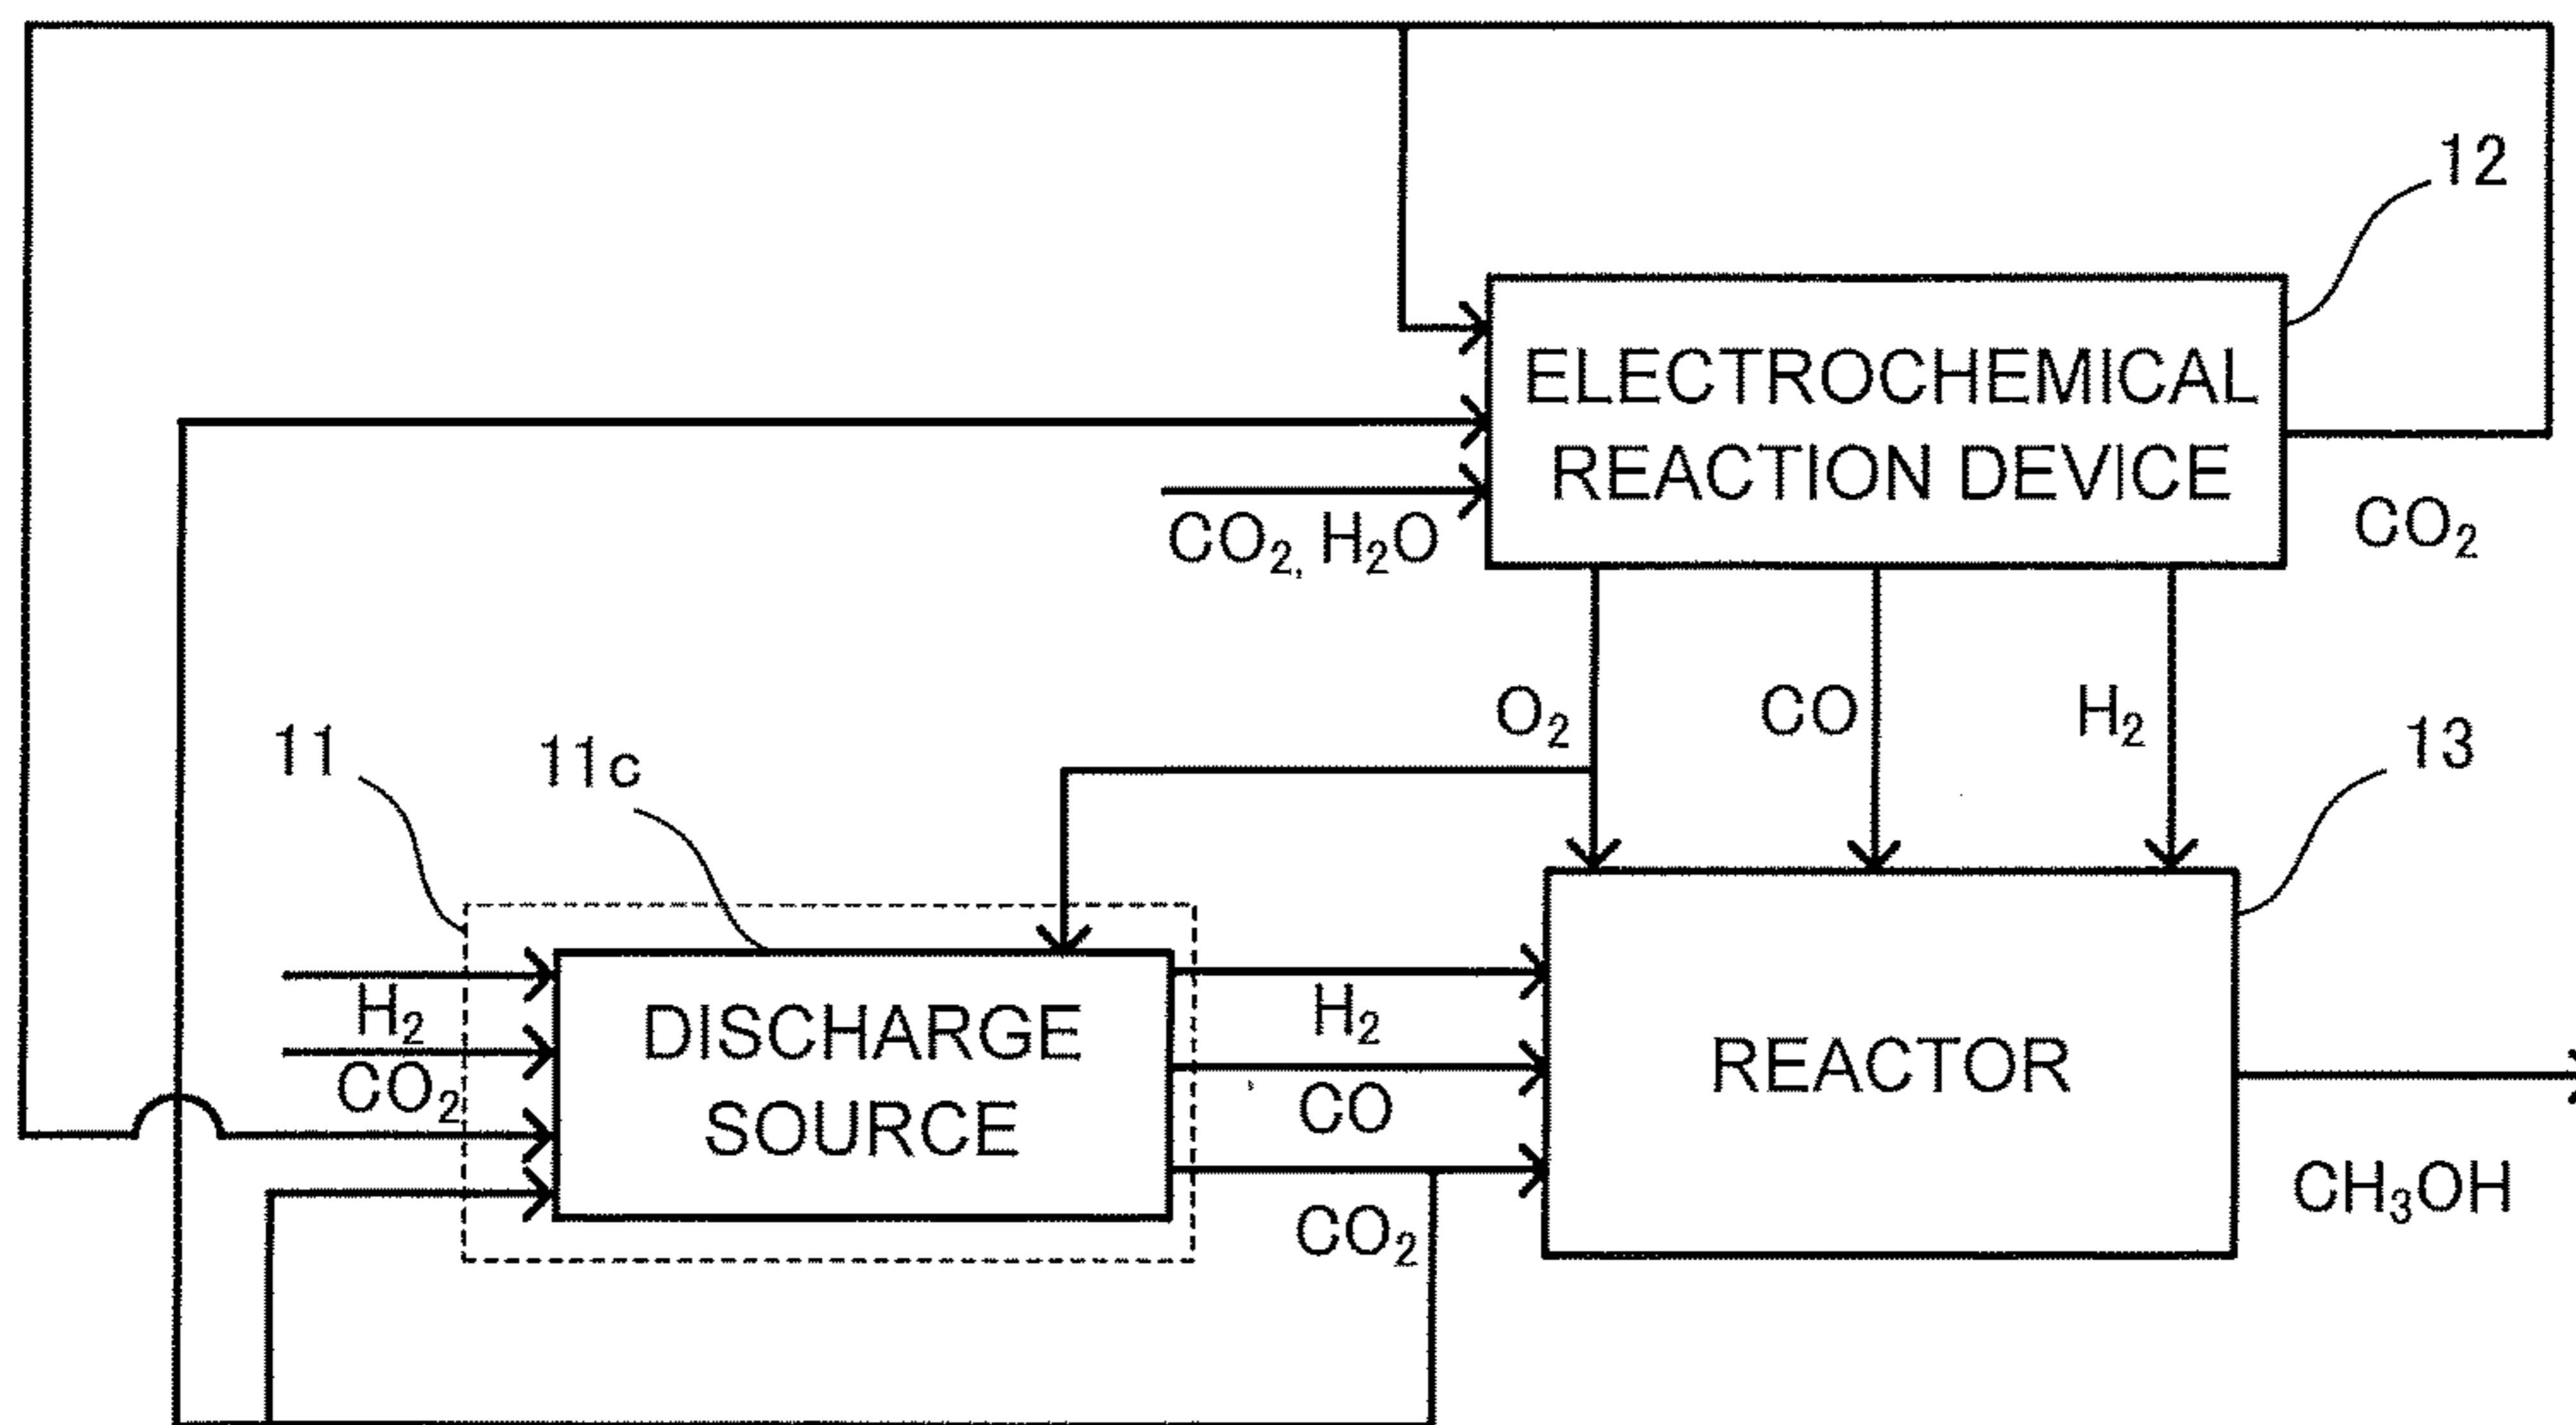 12
ELECTROCHEMICAL
REACTION DEVICE
CO₂, H₂O
CO₂
O₂
CO
H₂
11
11c
13
H₂
CO₂
DISCHARGE
SOURCE
H₂
CO
CO₂
REACTOR
CH₃OH